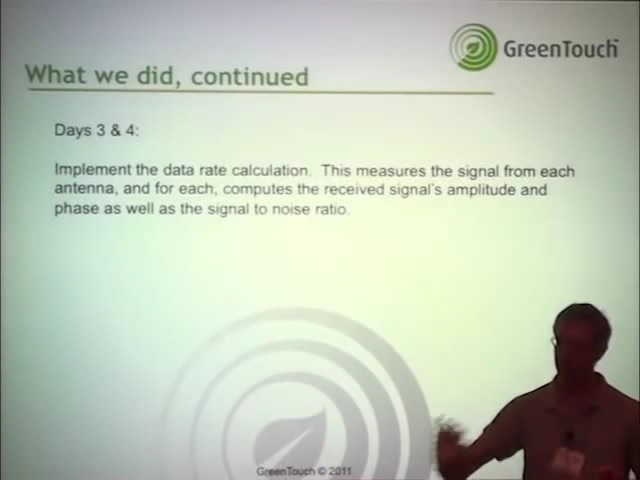 GreenTouch™
What we did, continued
Days 3 & 4:
Implement the data rate calculation. This measures the signal from each
antenna, and for each, computes the received signal's amplitude and
phase as well as the signal to noise ratio.
GreenTouch © 2011